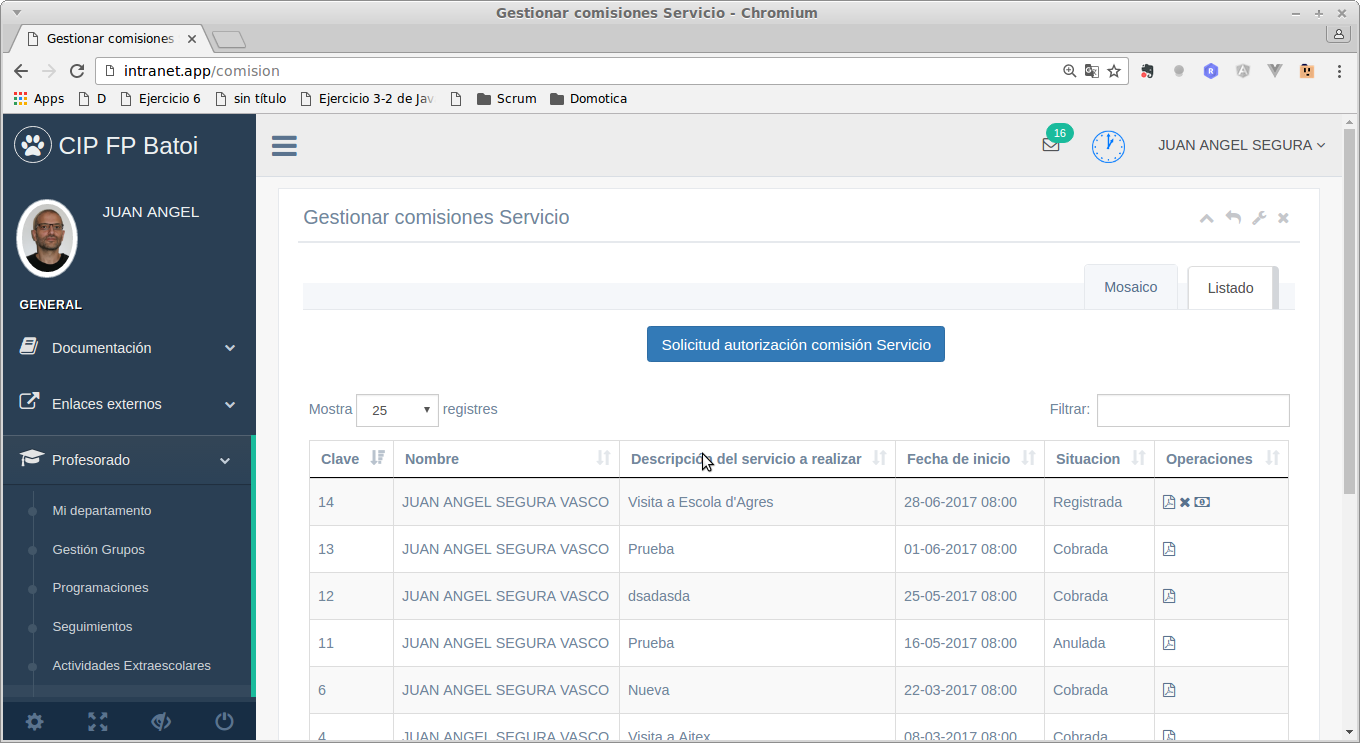 Gestionar comisiones Servicio - Chromium
Gestionar comisiones
intranet.app/comision
Apps D Ejercicio 6 sin título Ejercicio 3-2 de Jav Scrum Domotica
CIP FP Batoi
16
JUAN ANGEL SEGURA
JUAN ANGEL
GENERAL
Documentación
Enlaces externos
Profesorado
Mi departamento
Gestión Grupos
Programaciones
Seguimientos
Actividades Extraescolares
Gestionar comisiones Servicio
Mosaico Listado
Solicitud autorización comisión Servicio
Mostra 25 registres Filtrar:
Clave Nombre Descripción del servicio a realizar Fecha de inicio Situacion Operaciones
14 JUAN ANGEL SEGURA VASCO Visita a Escola d'Agres 28-06-2017 08:00 Registrada
13 JUAN ANGEL SEGURA VASCO Prueba 01-06-2017 08:00 Cobrada
12 JUAN ANGEL SEGURA VASCO dsadasda 25-05-2017 08:00 Cobrada
11 JUAN ANGEL SEGURA VASCO Prueba 16-05-2017 08:00 Anulada
6 JUAN ANGEL SEGURA VASCO Nueva 22-03-2017 08:00 Cobrada
4 JUAN ANGEL SEGURA VASCO Visita a Aitex 08-03-2017 08:00 Cobrada